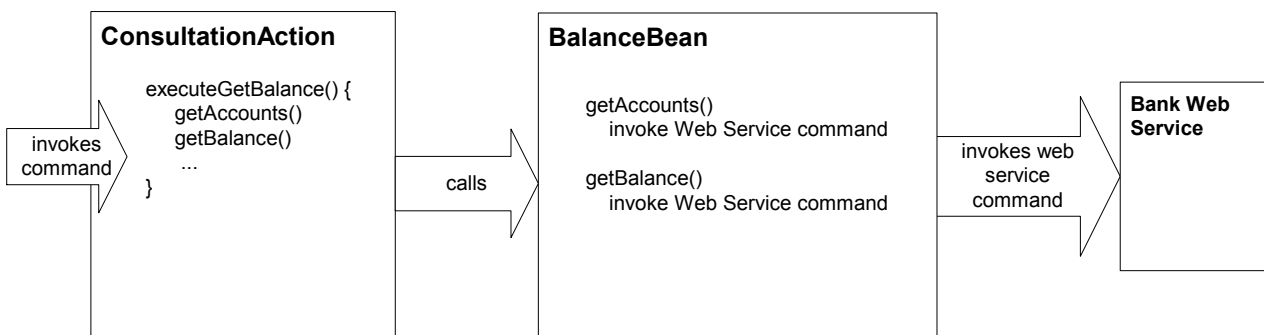 invokes
command
ConsultationAction
executeGetBalance() {
getAccounts()
getBalance()
...
}
calls
BalanceBean
getAccounts()
invoke Web Service command
getBalance()
invoke Web Service command
invokes web
service
command
Bank Web
Service